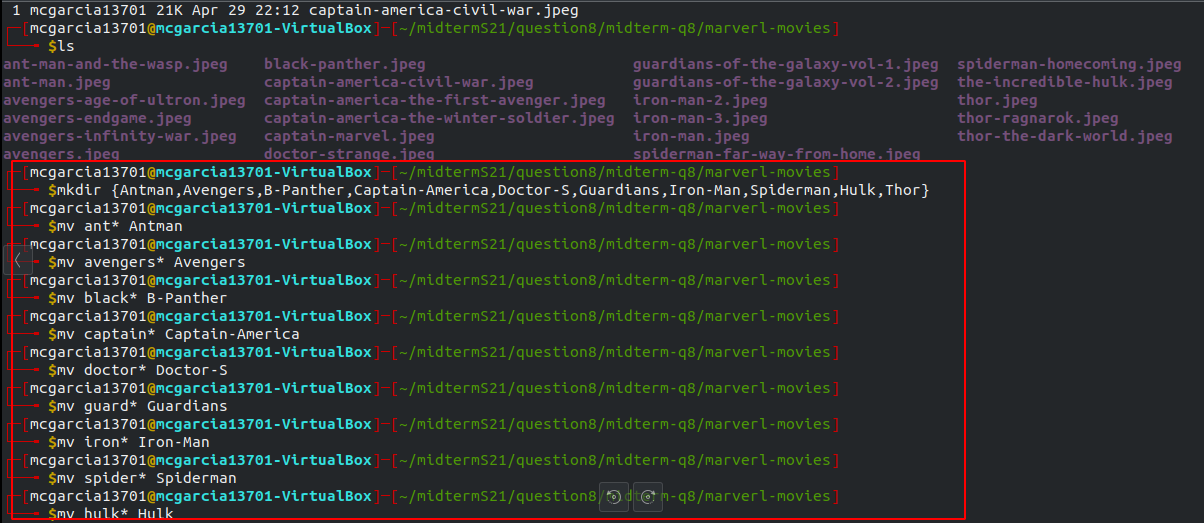 1 mcgarcia13701 21K Apr 29 22:12 captain-america-civil-war.jpeg
[mcgarcia13701@mcgarcia13701-VirtualBox]-[~/midtermS21/question8/midterm-q8/marverl-movies]
$ls
ant-man-and-the-wasp.jpeg black-panther.jpeg guardians-of-the-galaxy-vol-1.jpeg spiderman-homecoming.jpeg
ant-man.jpeg captain-america-civil-war.jpeg guardians-of-the-galaxy-vol-2.jpeg the-incredible-hulk.jpeg
avengers-age-of-ultron.jpeg captain-america-the-first-avenger.jpeg iron-man-2.jpeg thor.jpeg
avengers-endgame.jpeg captain-america-the-winter-soldier.jpeg iron-man-3.jpeg thor-ragnarok.jpeg
avengers-infinity-war.jpeg captain-marvel.jpeg iron-man.jpeg thor-the-dark-world.jpeg
avengers.jpeg doctor-strange.jpeg spiderman-far-way-from-home.jpeg
[mcgarcia13701@mcgarcia13701-VirtualBox]-[~/midtermS21/question8/midterm-q8/marverl-movies]
$mkdir {Antman,Avengers,B-Panther,Captain-America,Doctor-S,Guardians,Iron-Man,Spiderman,Hulk,Thor}
[mcgarcia13701@mcgarcia13701-VirtualBox]-[~/midtermS21/question8/midterm-q8/marverl-movies]
$mv ant* Antman
[mcgarcia13701@mcgarcia13701-VirtualBox]-[~/midtermS21/question8/midterm-q8/marverl-movies]
$mv avengers* Avengers
[mcgarcia13701@mcgarcia13701-VirtualBox]-[~/midtermS21/question8/midterm-q8/marverl-movies]
$mv black* B-Panther
[mcgarcia13701@mcgarcia13701-VirtualBox]-[~/midtermS21/question8/midterm-q8/marverl-movies]
$mv captain* Captain-America
[mcgarcia13701@mcgarcia13701-VirtualBox]-[~/midtermS21/question8/midterm-q8/marverl-movies]
$mv doctor* Doctor-S
[mcgarcia13701@mcgarcia13701-VirtualBox]-[~/midtermS21/question8/midterm-q8/marverl-movies]
$mv guard* Guardians
[mcgarcia13701@mcgarcia13701-VirtualBox]-[~/midtermS21/question8/midterm-q8/marverl-movies]
$mv iron* Iron-Man
[mcgarcia13701@mcgarcia13701-VirtualBox]-[~/midtermS21/question8/midterm-q8/marverl-movies]
$mv spider* Spiderman
[mcgarcia13701@mcgarcia13701-VirtualBox]-[~/midtermS21/question8/midterm-q8/marverl-movies]
$mv hulk* Hulk